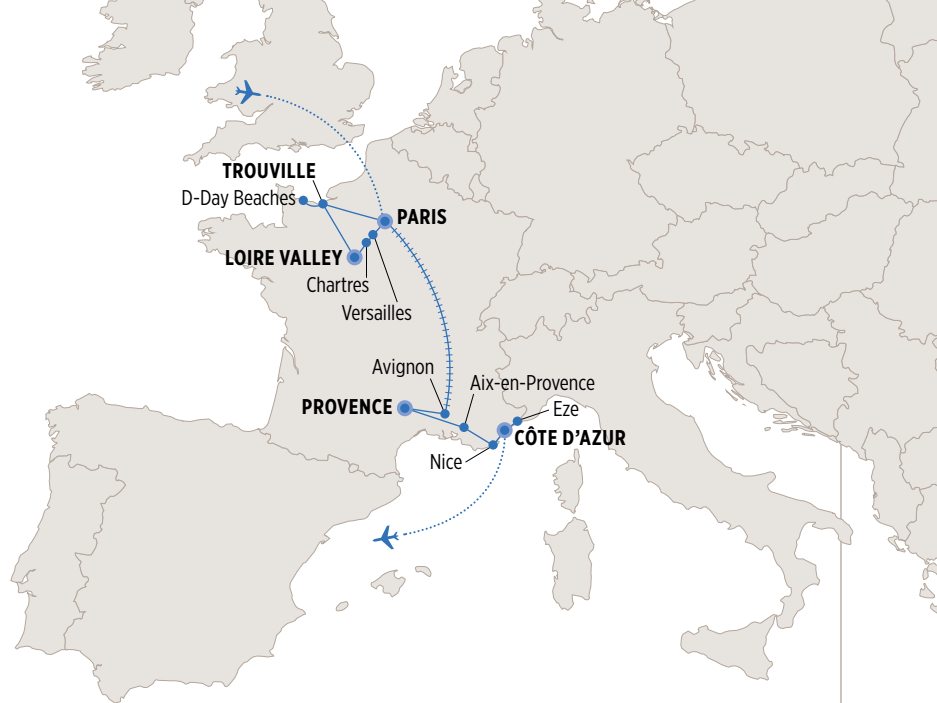 TROUVILLE
D-Day Beaches
PARIS
LOIRE VALLEY
Chartres
Versailles
Avignon
Aix-en-Provence
PROVENCE
Eze
CÔTE D’AZUR
Nice